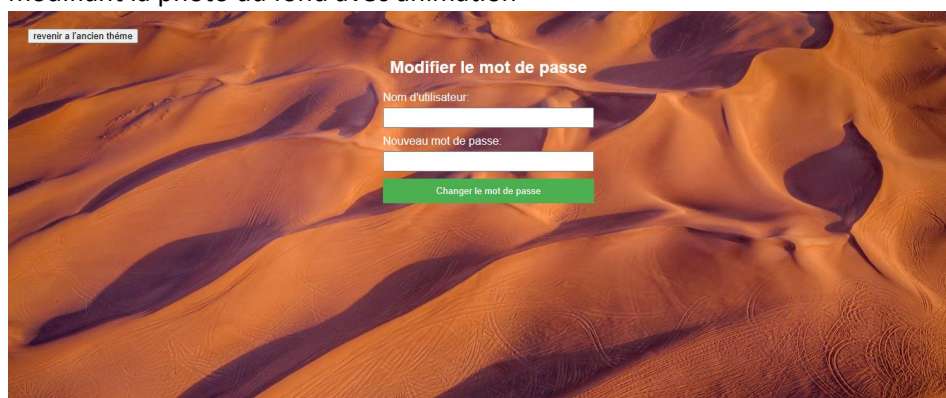 modifiant la photo du fond avec animation
revenir a l'ancien théme
Modifier le mot de passe
Nom d'utilisateur:
Nouveau mot de passe:
Changer le mot de passe